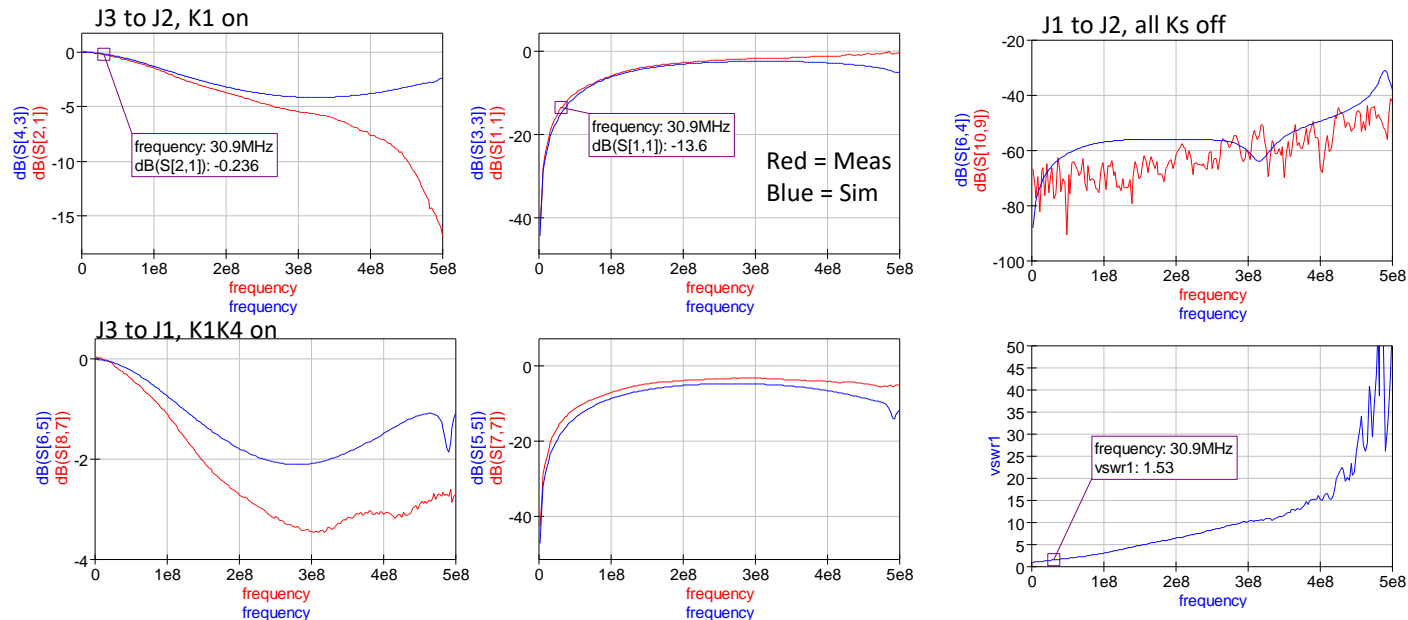 J3 to J2, K1 on
0
-5
-10
-15
dB(S[4,3])
dB(S[2,1])
frequency: 30.9MHz
dB(S[2,1]): -0.236
0 1e8 2e8 3e8 4e8 5e8
frequency
frequency
0
-20
-40
dB(S[3,3])
dB(S[1,1])
frequency: 30.9MHz
dB(S[1,1]): -13.6
Red = Meas
Blue = Sim
0 1e8 2e8 3e8 4e8 5e8
frequency
frequency
J1 to J2, all Ks off
-20
-40
-60
-80
-100
dB(S[6,4])
dB(S[10,9])
0 1e8 2e8 3e8 4e8 5e8
frequency
frequency
J3 to J1, K1K4 on
0
-2
-4
dB(S[6,5])
dB(S[8,7])
0 1e8 2e8 3e8 4e8 5e8
frequency
frequency
0
-20
-40
dB(S[5,5])
dB(S[7,7])
0 1e8 2e8 3e8 4e8 5e8
frequency
frequency
50
45
40
35
30
25
20
15
10
5
0
vswr1
frequency: 30.9MHz
vswr1: 1.53
0 1e8 2e8 3e8 4e8 5e8
frequency